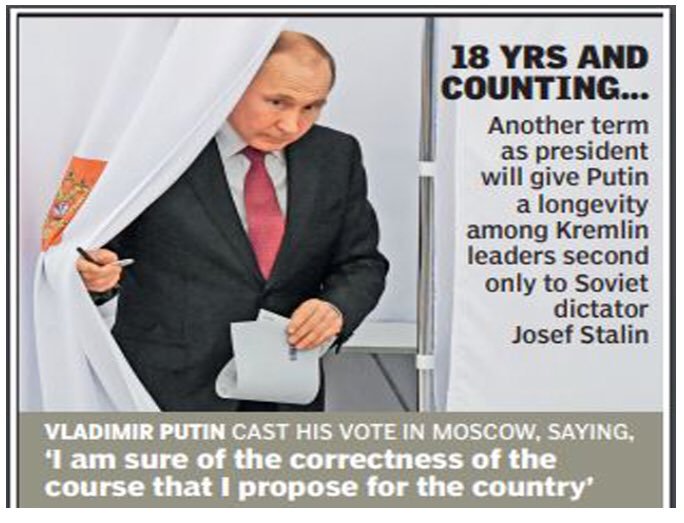 18 YRS AND
COUNTING...
Another term
as president
will give Putin
a longevity
among Kremlin
leaders second
only to Soviet
dictator
Josef Stalin
VLADIMIR PUTIN CAST HIS VOTE IN MOSCOW, SAYING,
‘I am sure of the correctness of the
course that I propose for the country’